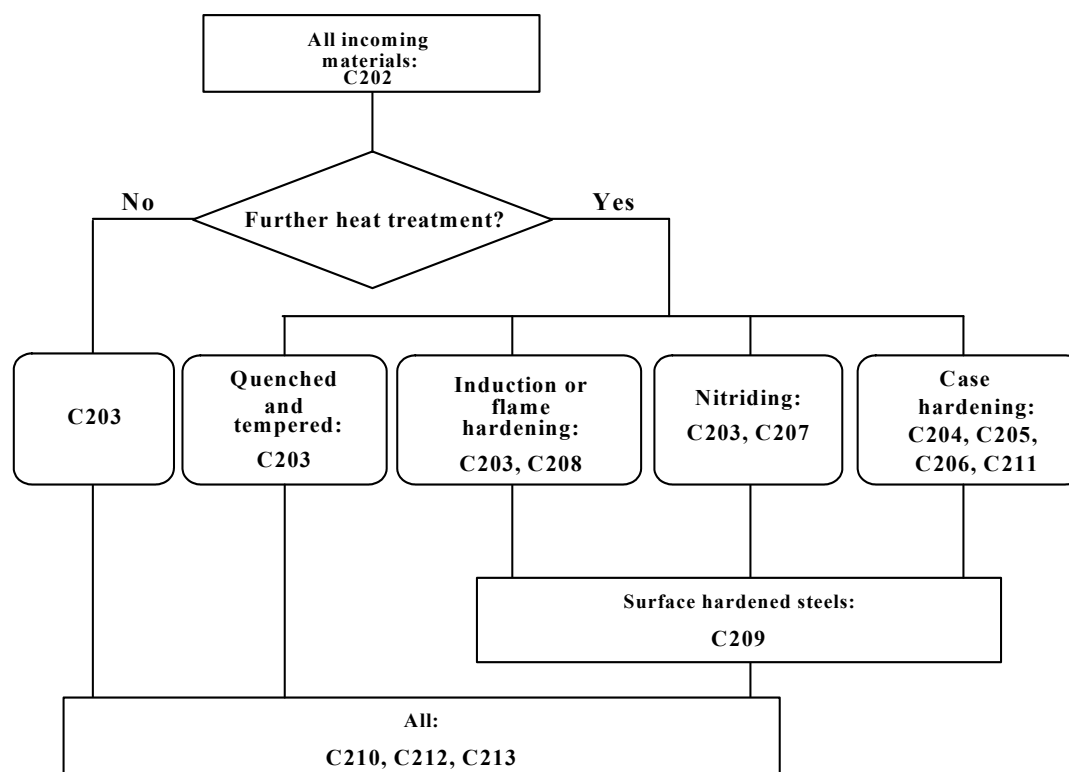 All incoming
materials:
C202
No
Yes
Further heat treatment?
C203
Quenched
and
tempered:
C203
Induction or
flame
hardening:
C203, C208
Nitriding:
C203, C207
Case
hardening:
C204, C205,
C206, C211
Surface hardened steels:
C209
All:
C210, C212, C213